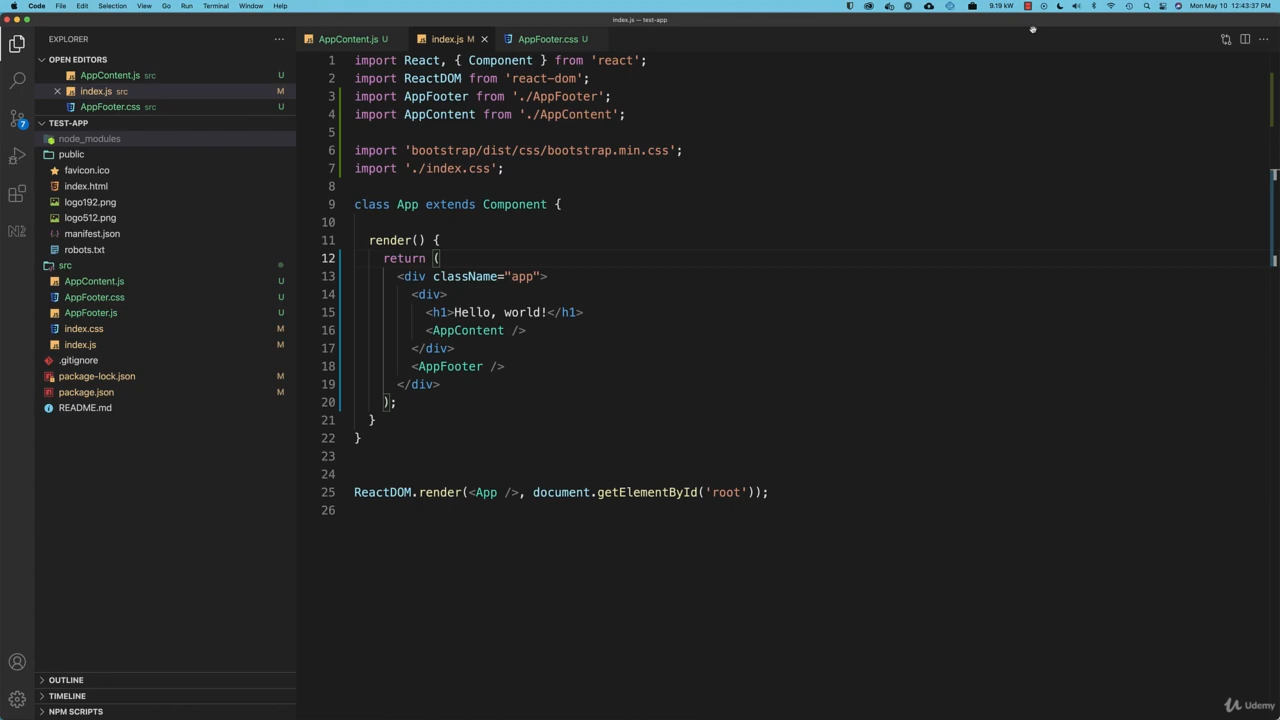 Code File Edit Selection View Go Run Terminal Window Help 9.19 kW Mon May 10 12:43:37 PM
index.js — test-app
EXPLORER
AppContent.js U index.js M AppFooter.css U
OPEN EDITORS
AppContent.js src U
index.js src M
AppFooter.css src U
TEST-APP
node_modules
public
favicon.ico
index.html
logo192.png
logo512.png
manifest.json
robots.txt
src
AppContent.js U
AppFooter.css U
AppFooter.js U
index.css M
index.js M
.gitignore
package-lock.json M
package.json M
README.md
OUTLINE
TIMELINE
NPM SCRIPTS
7
N2
1 import React, { Component } from 'react';
2 import ReactDOM from 'react-dom';
3 import AppFooter from './AppFooter';
4 import AppContent from './AppContent';
5
6 import 'bootstrap/dist/css/bootstrap.min.css';
7 import './index.css';
8
9 class App extends Component {
10
11 render() {
12 return (
13 <div className="app">
14 <div>
15 <h1>Hello, world!</h1>
16 <AppContent />
17 </div>
18 <AppFooter />
19 </div>
20 );
21 }
22 }
23
24
25 ReactDOM.render(<App />, document.getElementById('root'));
26
Udemy